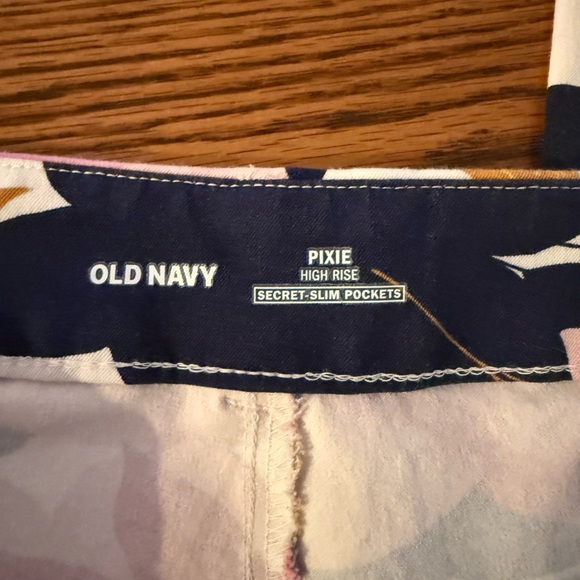 OLD NAVY
PIXIE
HIGH RISE
SECRET-SLIM POCKETS